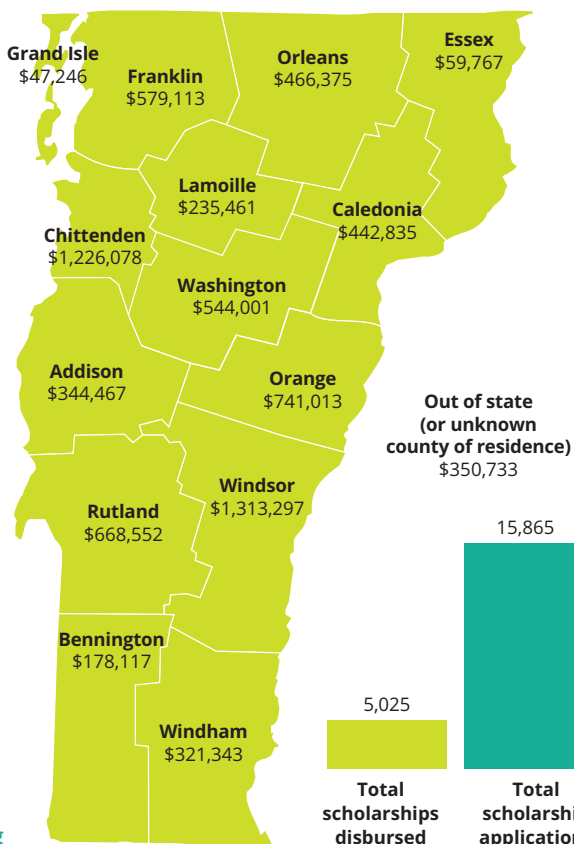 Grand Isle
$47,246
Franklin
$579,113
Orleans
$466,375
Essex
$59,767
Lamoille
$235,461
Caledonia
$442,835
Chittenden
$1,226,078
Washington
$544,001
Addison
$344,467
Orange
$741,013
Out of state
(or unknown
county of residence)
$350,733
Windsor
$1,313,297
Rutland
$668,552
Bennington
$178,117
Windham
$321,343
5,025
15,865
Total
scholarships
disbursed
Total